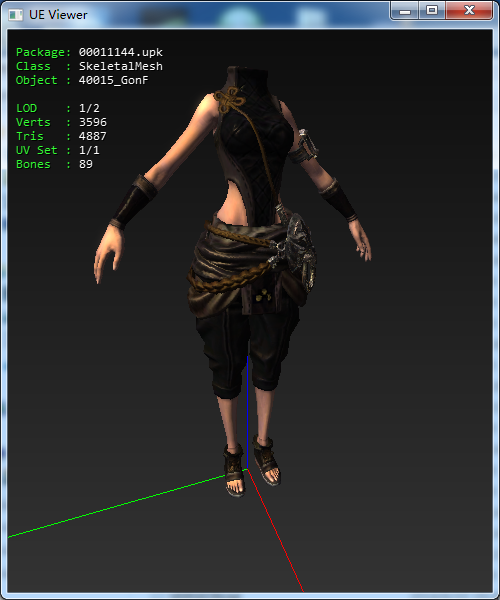 UE Viewer
Package: 00011144.upk
Class : SkeletalMesh
Object : 40015_GonF
LOD : 1/2
Verts : 3596
Tris : 4887
UV Set : 1/1
Bones : 89